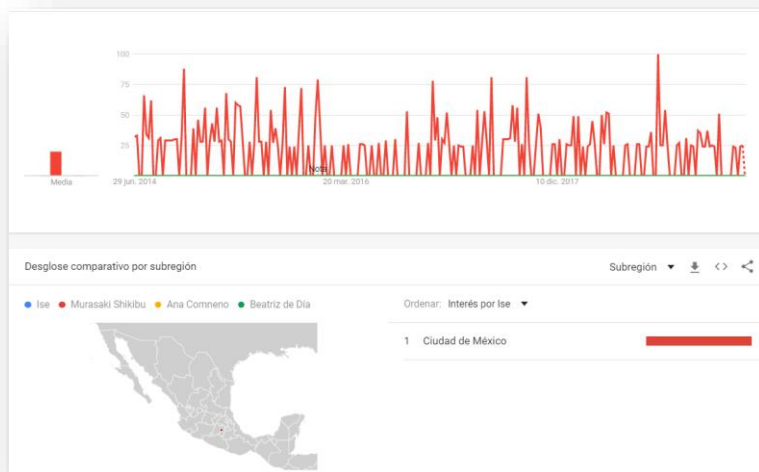 100
75
50
25
Nota
Media
29 jun. 2014
20 mar. 2016
10 dic. 2017
Desglose comparativo por subregión
Subregión
Ise
Murasaki Shikibu
Ana Comneno
Beatriz de Día
Ordenar: Interés por Ise
1 Ciudad de México